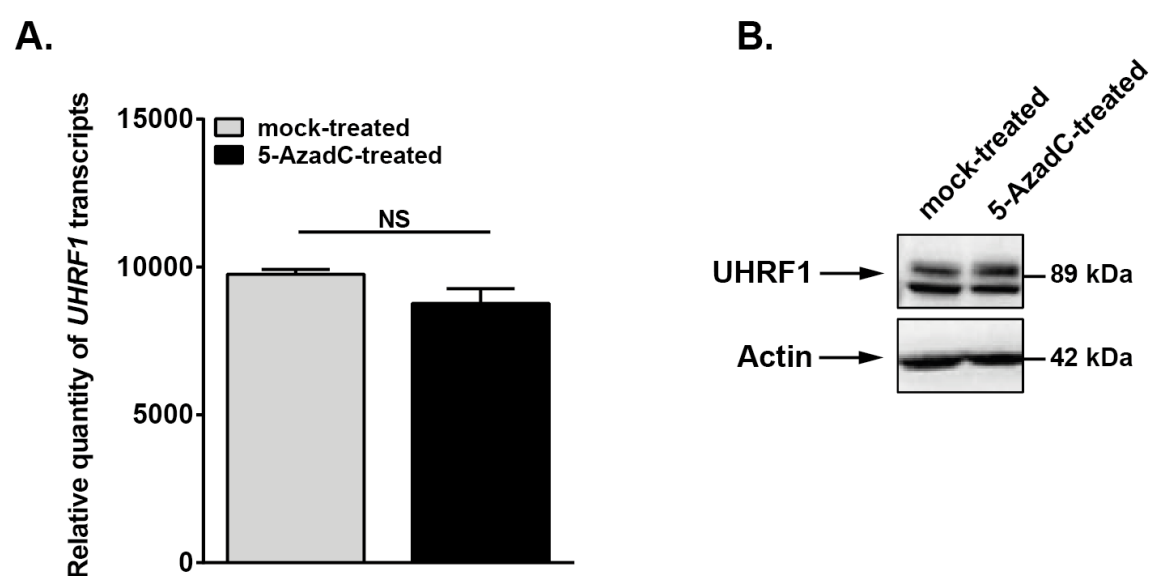 A.
Relative quantity of UHRF1 transcripts
15000
10000
5000
0
mock-treated
5-AzadC-treated
NS
B.
mock-treated
5-AzadC-treated
UHRF1
89 kDa
Actin
42 kDa